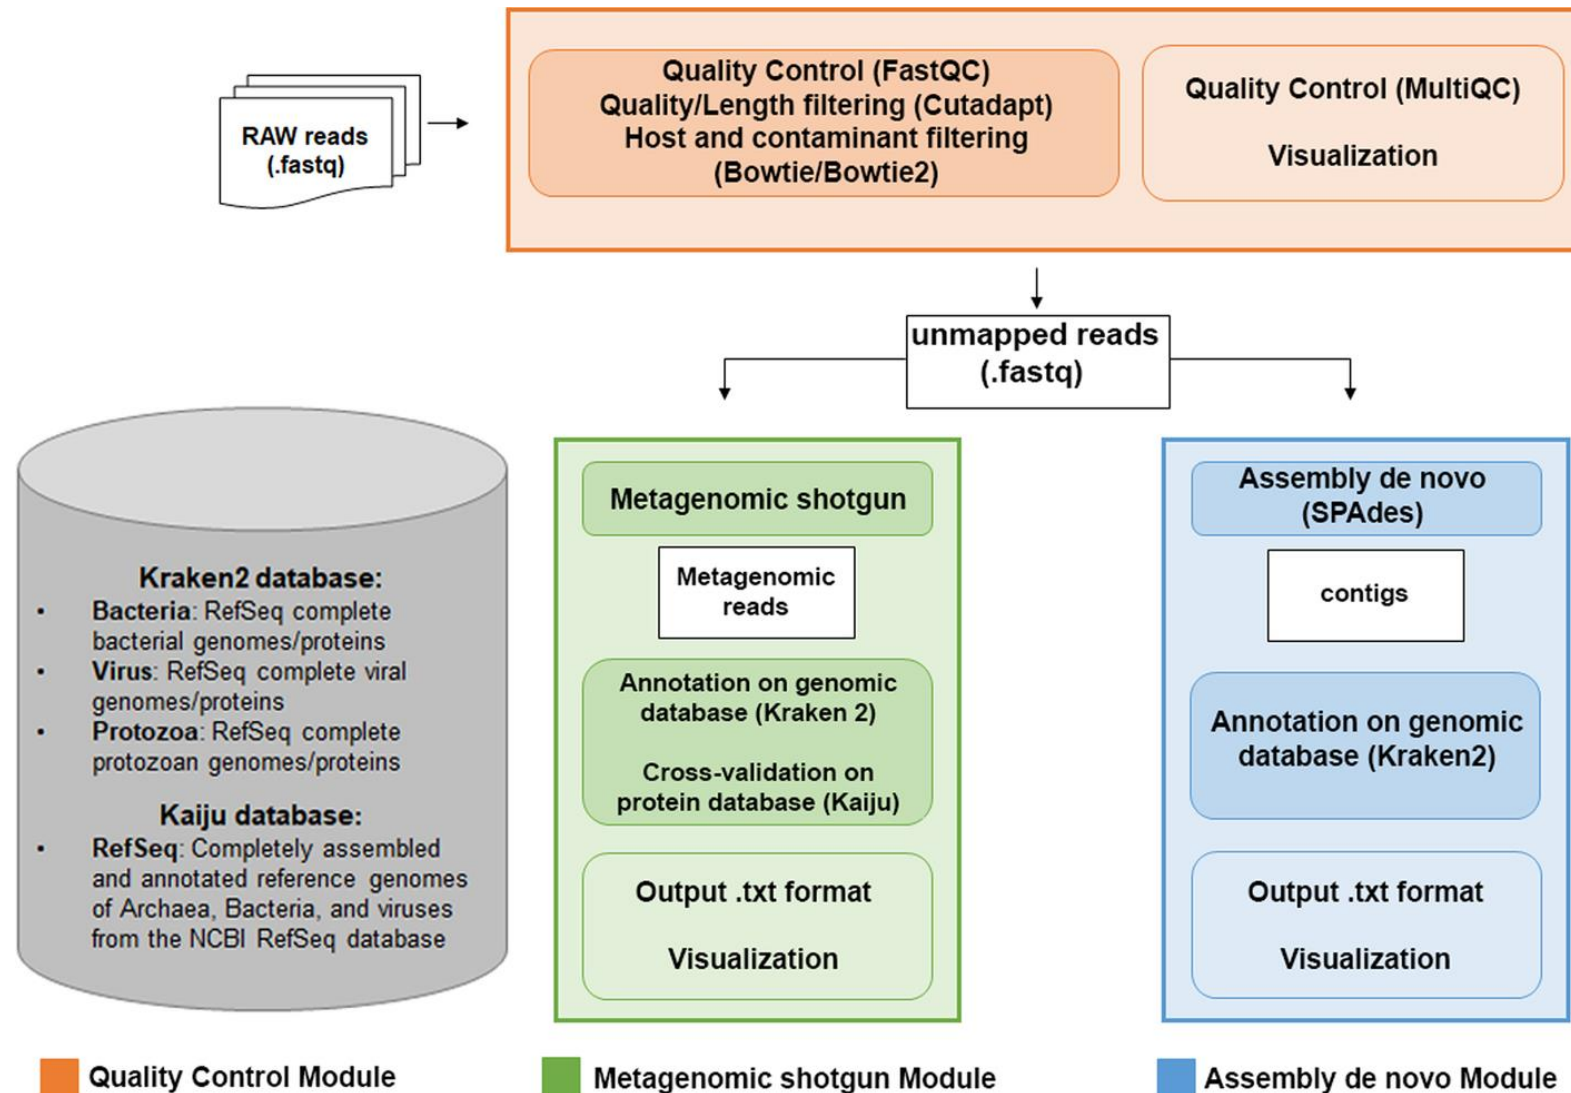 RAW reads
(.fastq)
Quality Control (FastQC)
Quality/Length filtering (Cutadapt)
Host and contaminant filtering
(Bowtie/Bowtie2)
Quality Control (MultiQC)
Visualization
unmapped reads
(.fastq)
Kraken2 database:
• Bacteria: RefSeq complete
bacterial genomes/proteins
• Virus: RefSeq complete viral
genomes/proteins
• Protozoa: RefSeq complete
protozoan genomes/proteins
Kaiju database:
• RefSeq: Completely assembled
and annotated reference genomes
of Archaea, Bacteria, and viruses
from the NCBI RefSeq database
Metagenomic shotgun
Metagenomic
reads
Annotation on genomic
database (Kraken 2)
Cross-validation on
protein database (Kaiju)
Output .txt format
Visualization
Assembly de novo
(SPAdes)
contigs
Annotation on genomic
database (Kraken2)
Output .txt format
Visualization
Quality Control Module
Metagenomic shotgun Module
Assembly de novo Module